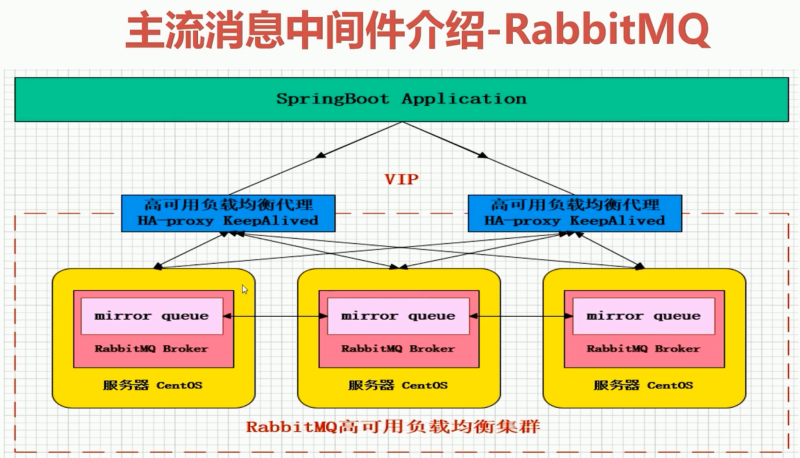 主流消息中间件介绍-RabbitMQ
SpringBoot Application
VIP
高可用负载均衡代理
HA-proxy KeepAlived
高可用负载均衡代理
HA-proxy KeepAlived
mirror queue
RabbitMQ Broker
服务器 CentOS
mirror queue
RabbitMQ Broker
服务器 CentOS
mirror queue
RabbitMQ Broker
服务器 CentOS
RabbitMQ高可用负载均衡集群